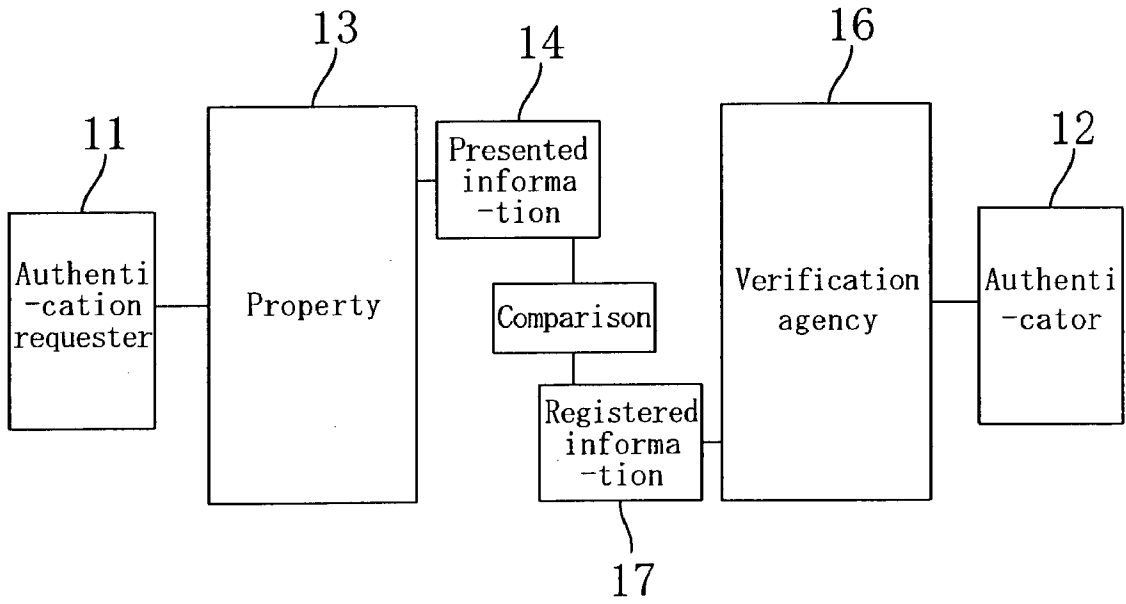 13
14
16
11
12
Presented
informa
-tion
Authenti
-cation
requester
Property
Comparison
Verification
agency
Authenti
-cator
Registered
informa
-tion
17